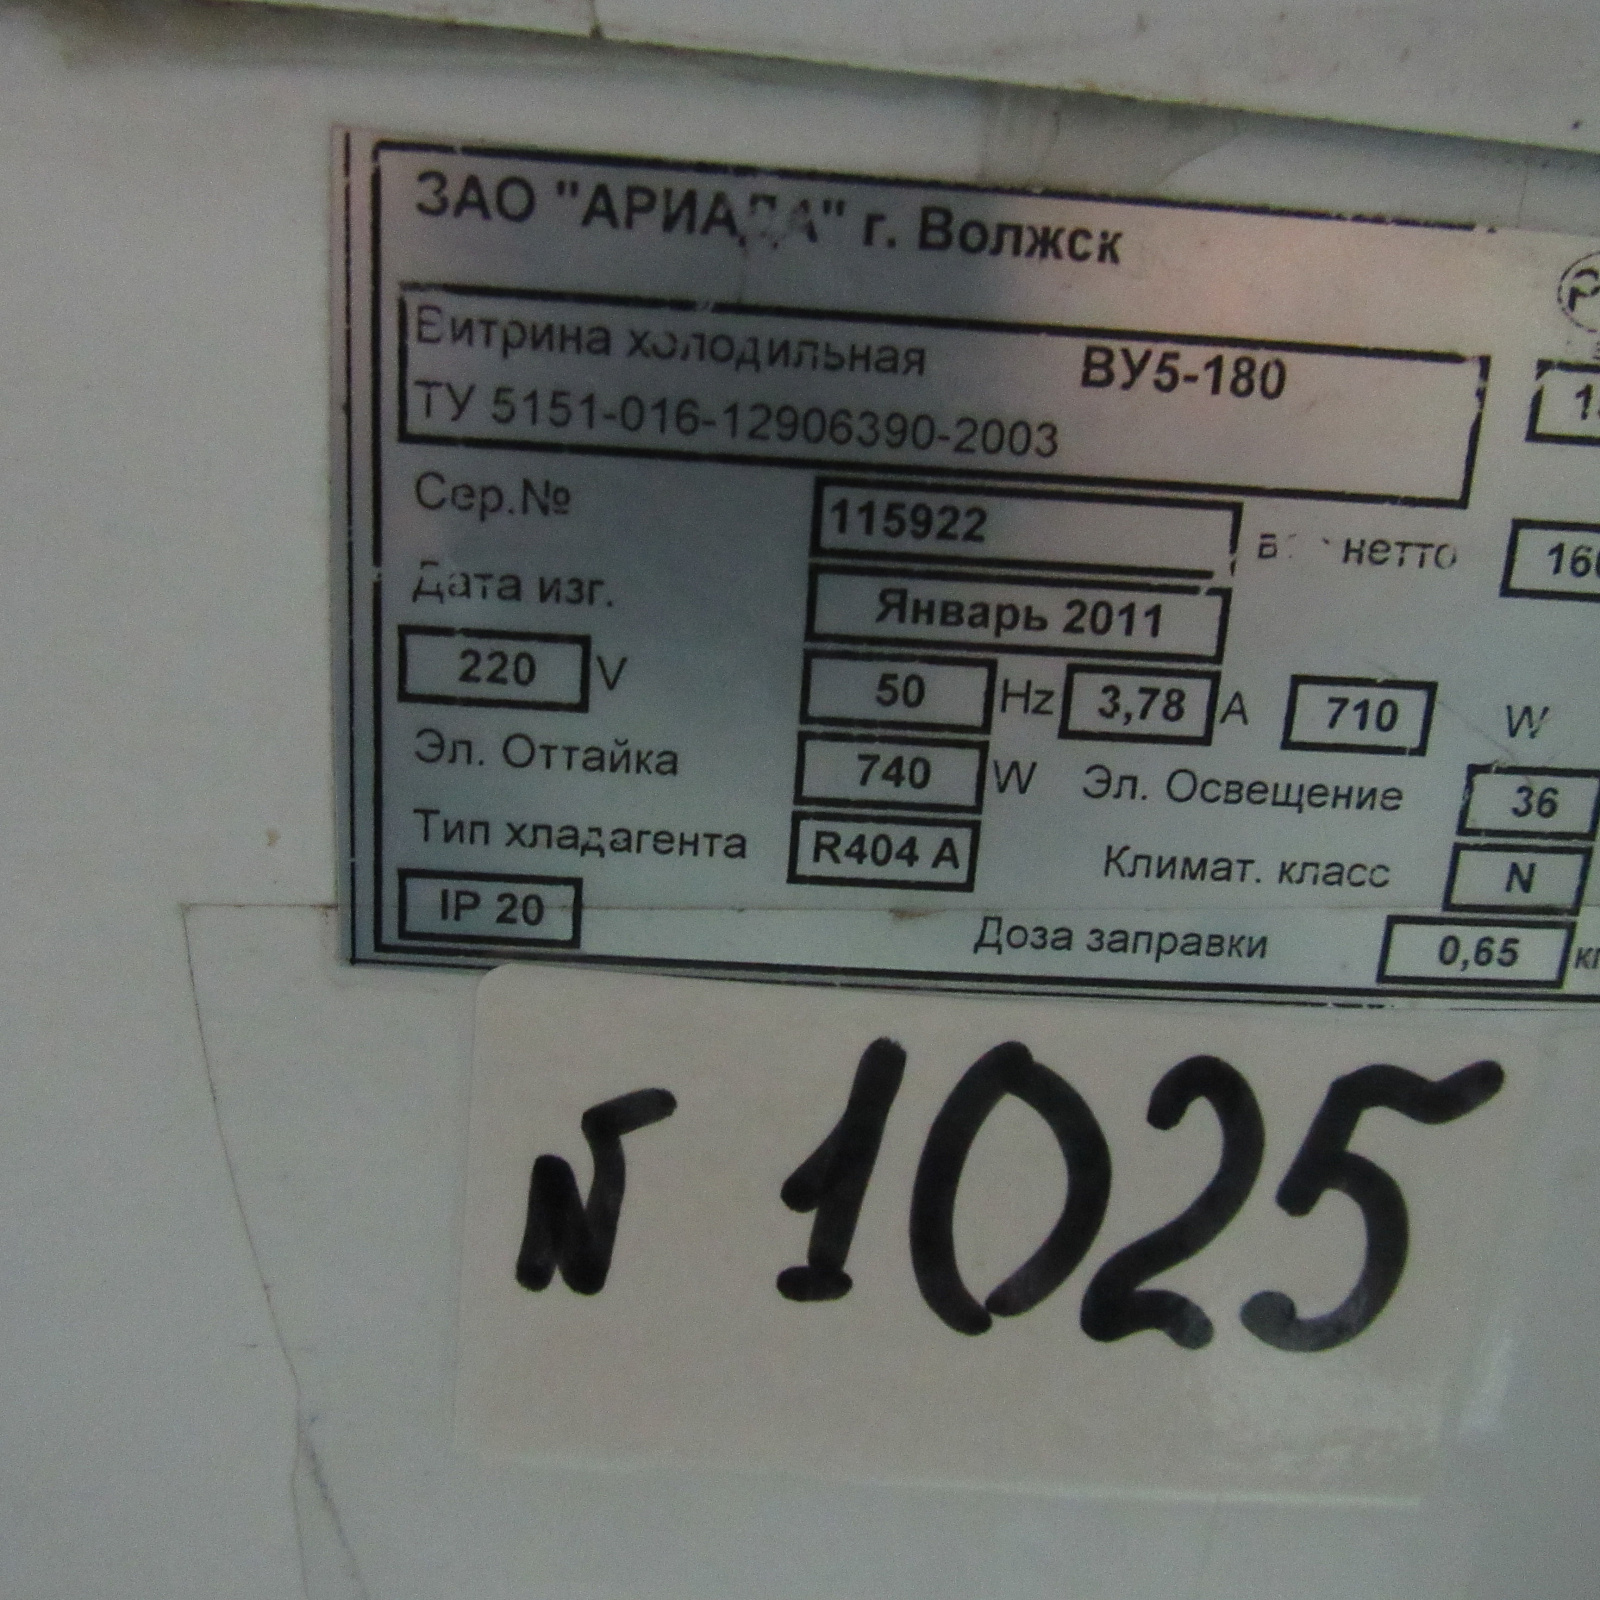 ЗАО "АРИАДА" г. Волжск
Витрина холодильная ВУ5-180
ТУ 5151-016-12906390-2003
Сер.№ 115922 нетто
Дата изг. Январь 2011
220 V 50 Hz 3,78 A 710 W
Эл. Оттайка 740 W Эл. Освещение 36
Тип хладагента R404 A Климат. класс N
IP 20 Доза заправки 0,65 кг
N 1025